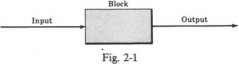 Block
Input
Output
Fig. 2-1